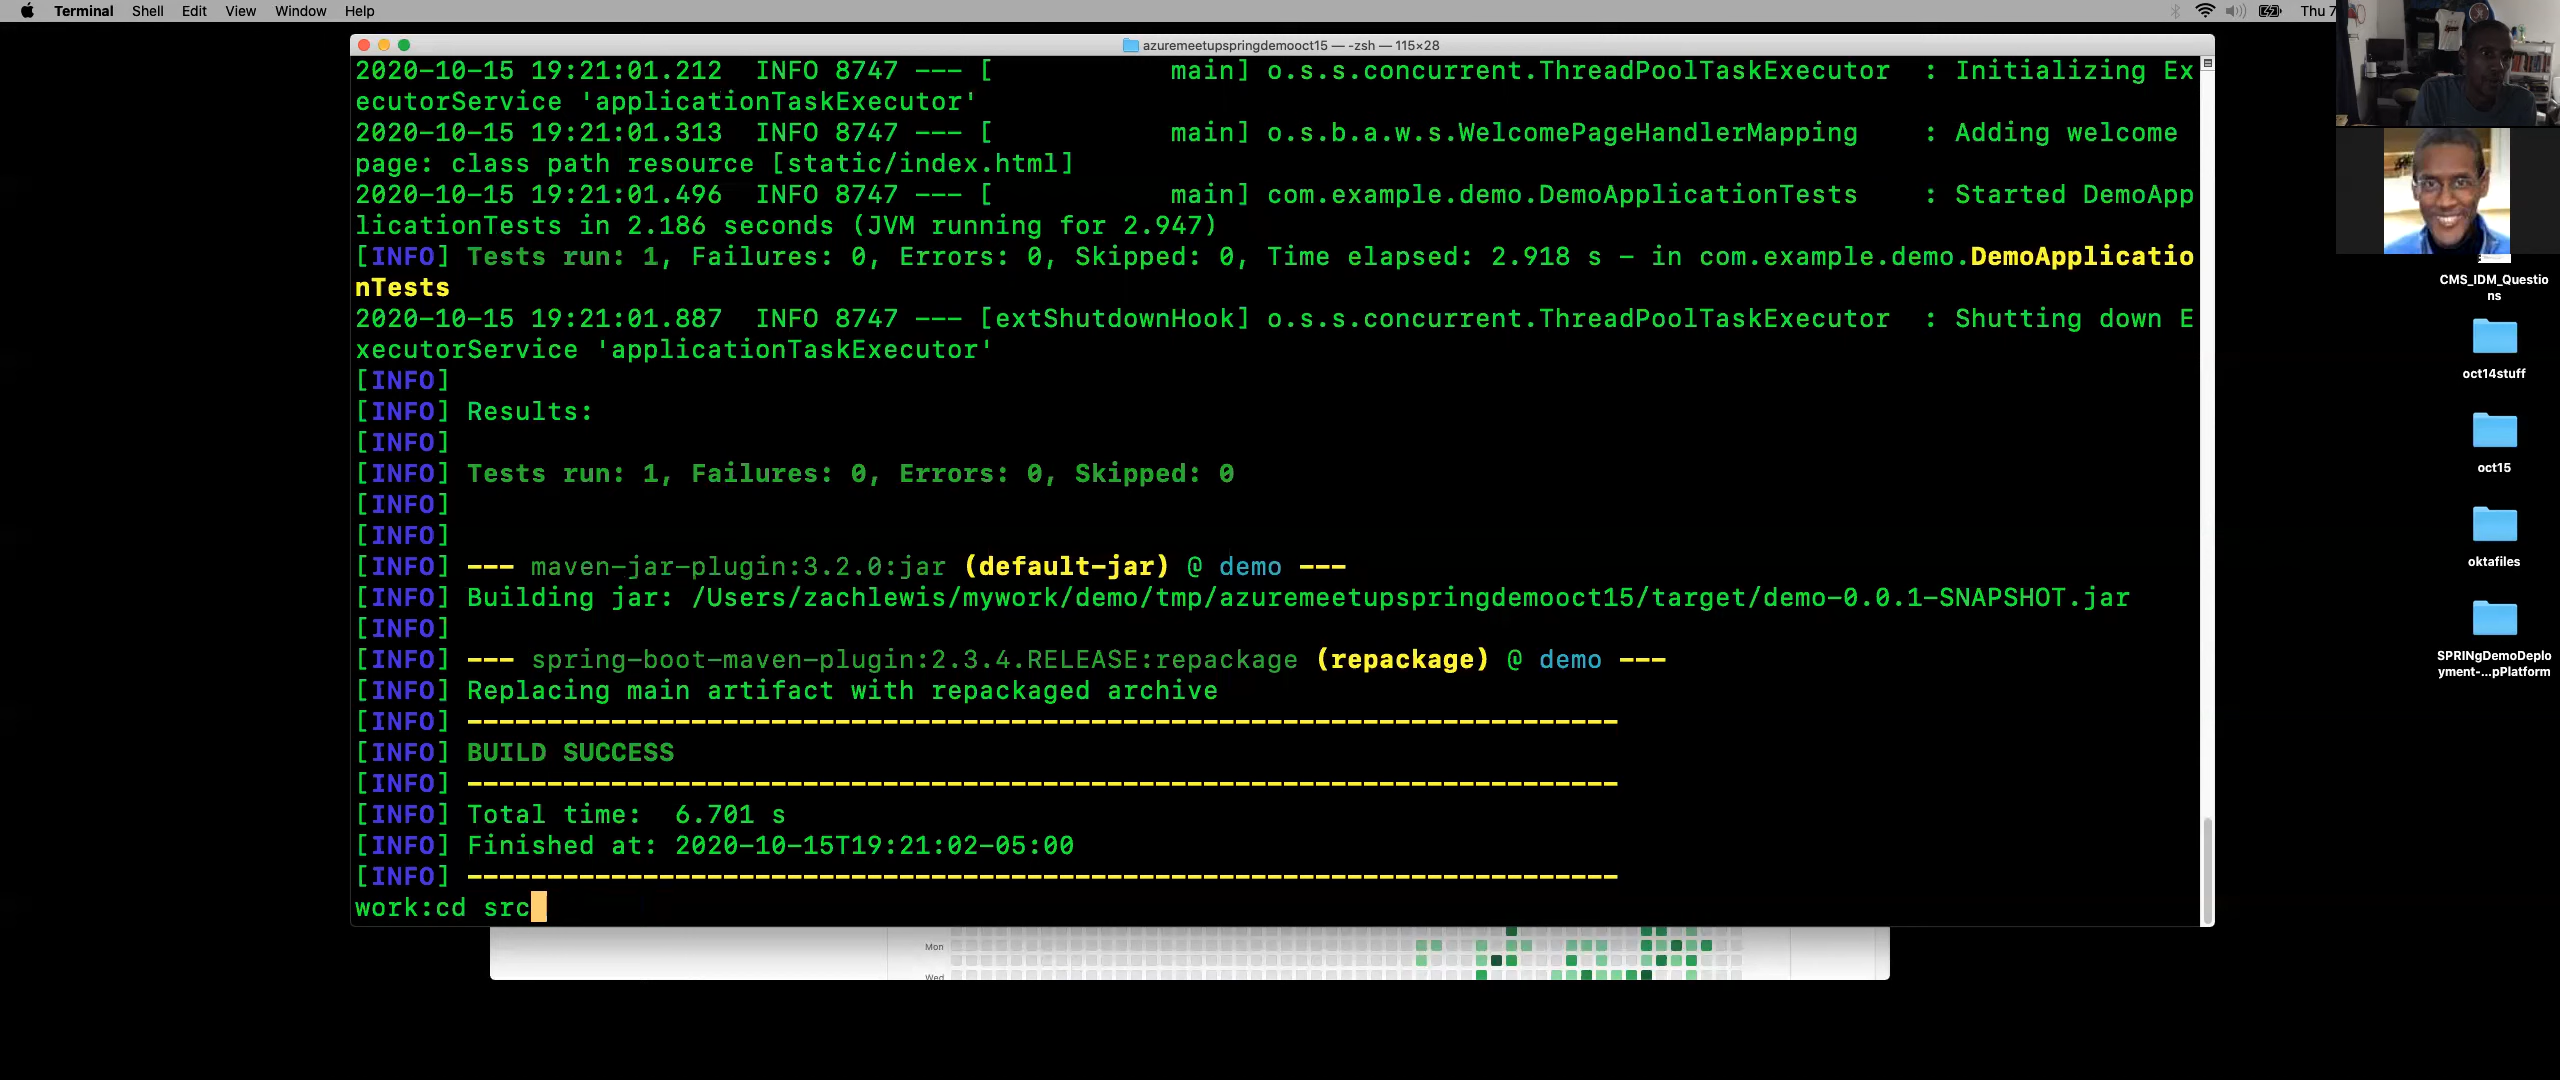 Terminal Shell Edit View Window Help
Thu 7
azuremeetupspringdemooct15 — -zsh — 115×28
2020-10-15 19:21:01.212  INFO 8747 --- [           main] o.s.s.concurrent.ThreadPoolTaskExecutor  : Initializing Ex
ecutorService 'applicationTaskExecutor'
2020-10-15 19:21:01.313  INFO 8747 --- [           main] o.s.b.a.w.s.WelcomePageHandlerMapping    : Adding welcome
page: class path resource [static/index.html]
2020-10-15 19:21:01.496  INFO 8747 --- [           main] com.example.demo.DemoApplicationTests    : Started DemoApp
licationTests in 2.186 seconds (JVM running for 2.947)
[INFO] Tests run: 1, Failures: 0, Errors: 0, Skipped: 0, Time elapsed: 2.918 s - in com.example.demo.DemoApplicatio
nTests
2020-10-15 19:21:01.887  INFO 8747 --- [extShutdownHook] o.s.s.concurrent.ThreadPoolTaskExecutor  : Shutting down E
xecutorService 'applicationTaskExecutor'
[INFO]
[INFO] Results:
[INFO]
[INFO] Tests run: 1, Failures: 0, Errors: 0, Skipped: 0
[INFO]
[INFO]
[INFO] --- maven-jar-plugin:3.2.0:jar (default-jar) @ demo ---
[INFO] Building jar: /Users/zachlewis/mywork/demo/tmp/azuremeetupspringdemooct15/target/demo-0.0.1-SNAPSHOT.jar
[INFO]
[INFO] --- spring-boot-maven-plugin:2.3.4.RELEASE:repackage (repackage) @ demo ---
[INFO] Replacing main artifact with repackaged archive
[INFO] ------------------------------------------------------------------------
[INFO] BUILD SUCCESS
[INFO] ------------------------------------------------------------------------
[INFO] Total time:  6.701 s
[INFO] Finished at: 2020-10-15T19:21:02-05:00
[INFO] ------------------------------------------------------------------------
work:cd src
Mon
Wed
CMS_IDM_Questio
ns
oct14stuff
oct15
oktafiles
SPRINgDemoDeplo
yment-...pPlatform